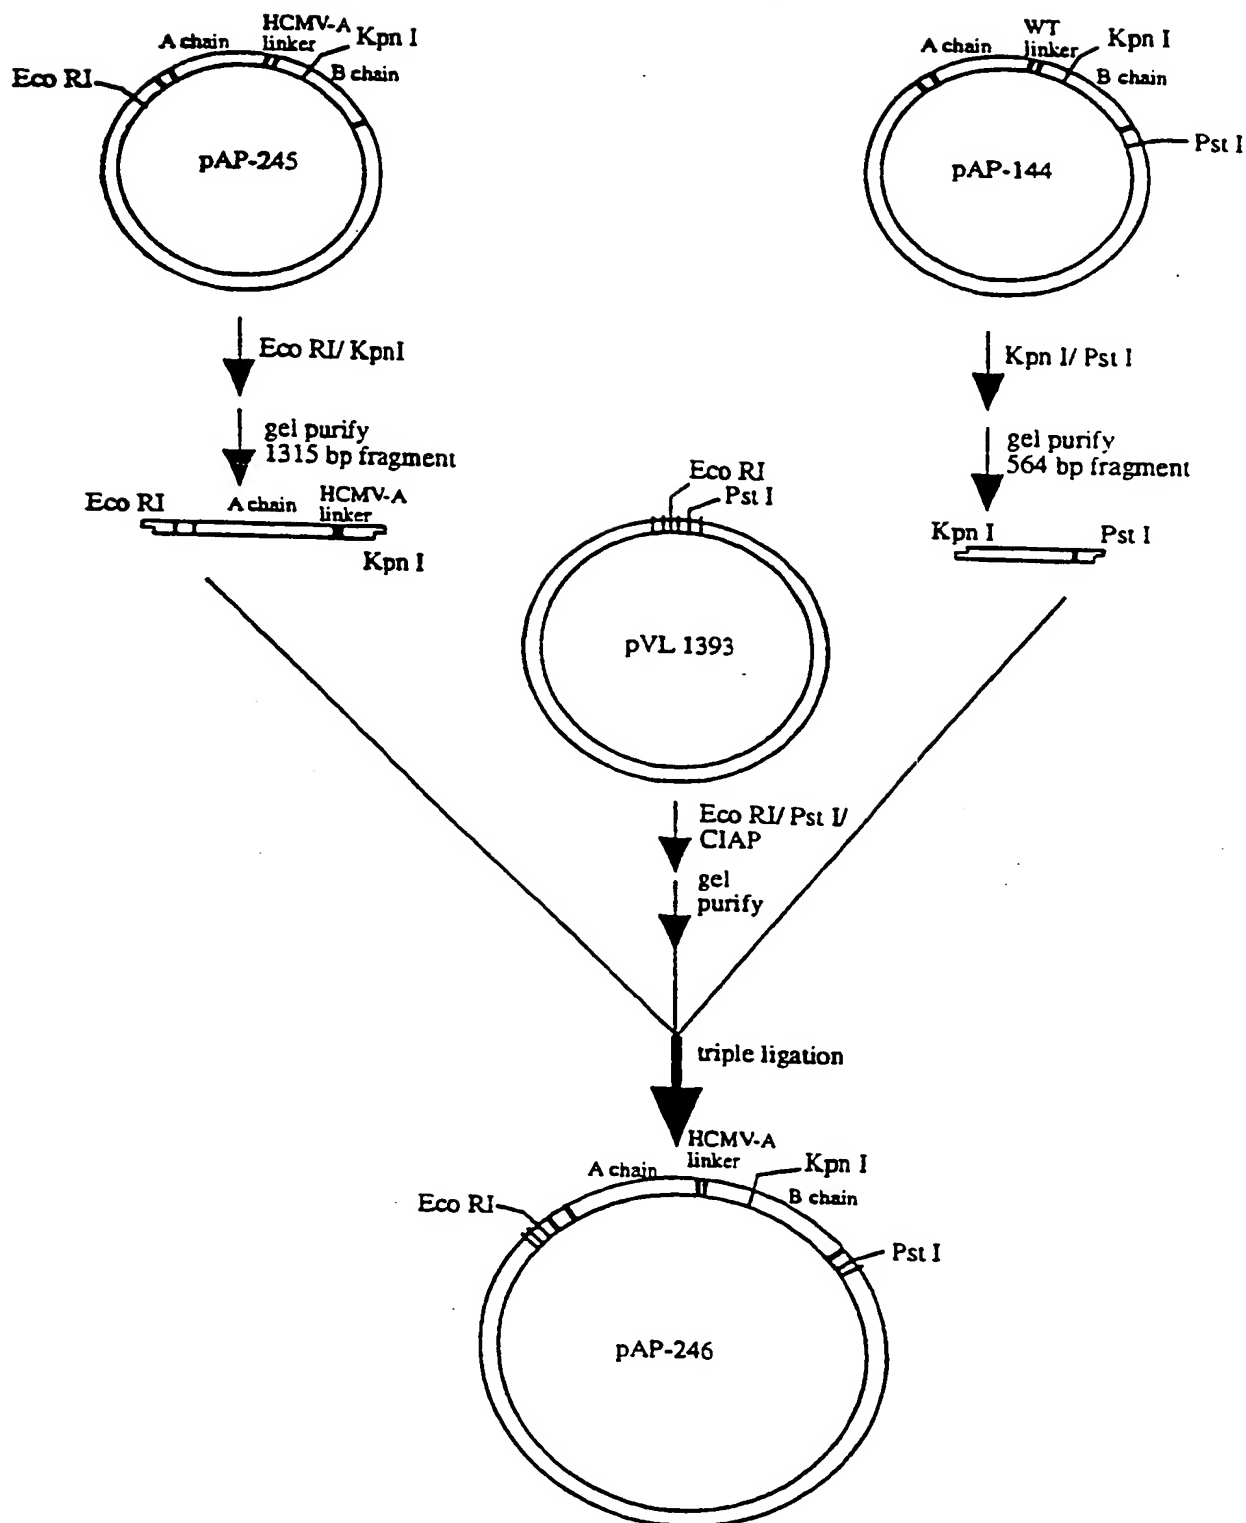 HCMV-A
linker
A chain
Kpn I
B chain
Eco RI
pAP-245
WT
linker
A chain
Kpn I
B chain
Pst I
pAP-144
Eco RI/ KpnI
gel purify
1315 bp fragment
Kpn I/ Pst I
gel purify
564 bp fragment
Eco RI
A chain
HCMV-A
linker
Kpn I
Eco RI
Pst I
pVL 1393
Kpn I
Pst I
Eco RI/ Pst I/
CIAP
gel
purify
triple ligation
HCMV-A
linker
A chain
Kpn I
B chain
Eco RI
Pst I
pAP-246